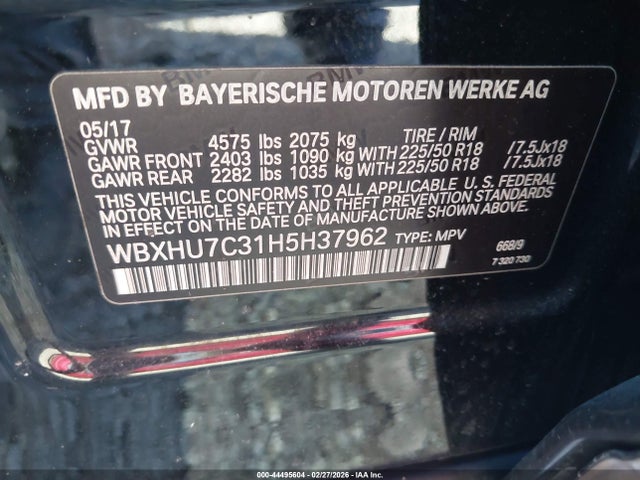 MFD BY BAYERISCHE MOTOREN WERKE AG
05/17 TIRE / RIM
GVWR 4575 lbs 2075 kg
GAWR FRONT 2403 lbs 1090 kg WITH 225/50 R18 /7.5Jx18
GAWR REAR 2282 lbs 1035 kg WITH 225/50 R18 /7.5Jx18
THIS VEHICLE CONFORMS TO ALL APPLICABLE U. S. FEDERAL
MOTOR VEHICLE SAFETY AND THEFT PREVENTION STANDARDS
IN EFFECT ON THE DATE OF MANUFACTURE SHOWN ABOVE.
WBXHU7C31H5H37962 TYPE: MPV
668/9
7 320 730
000-44495604 | 02/27/2026 - IAA Inc.